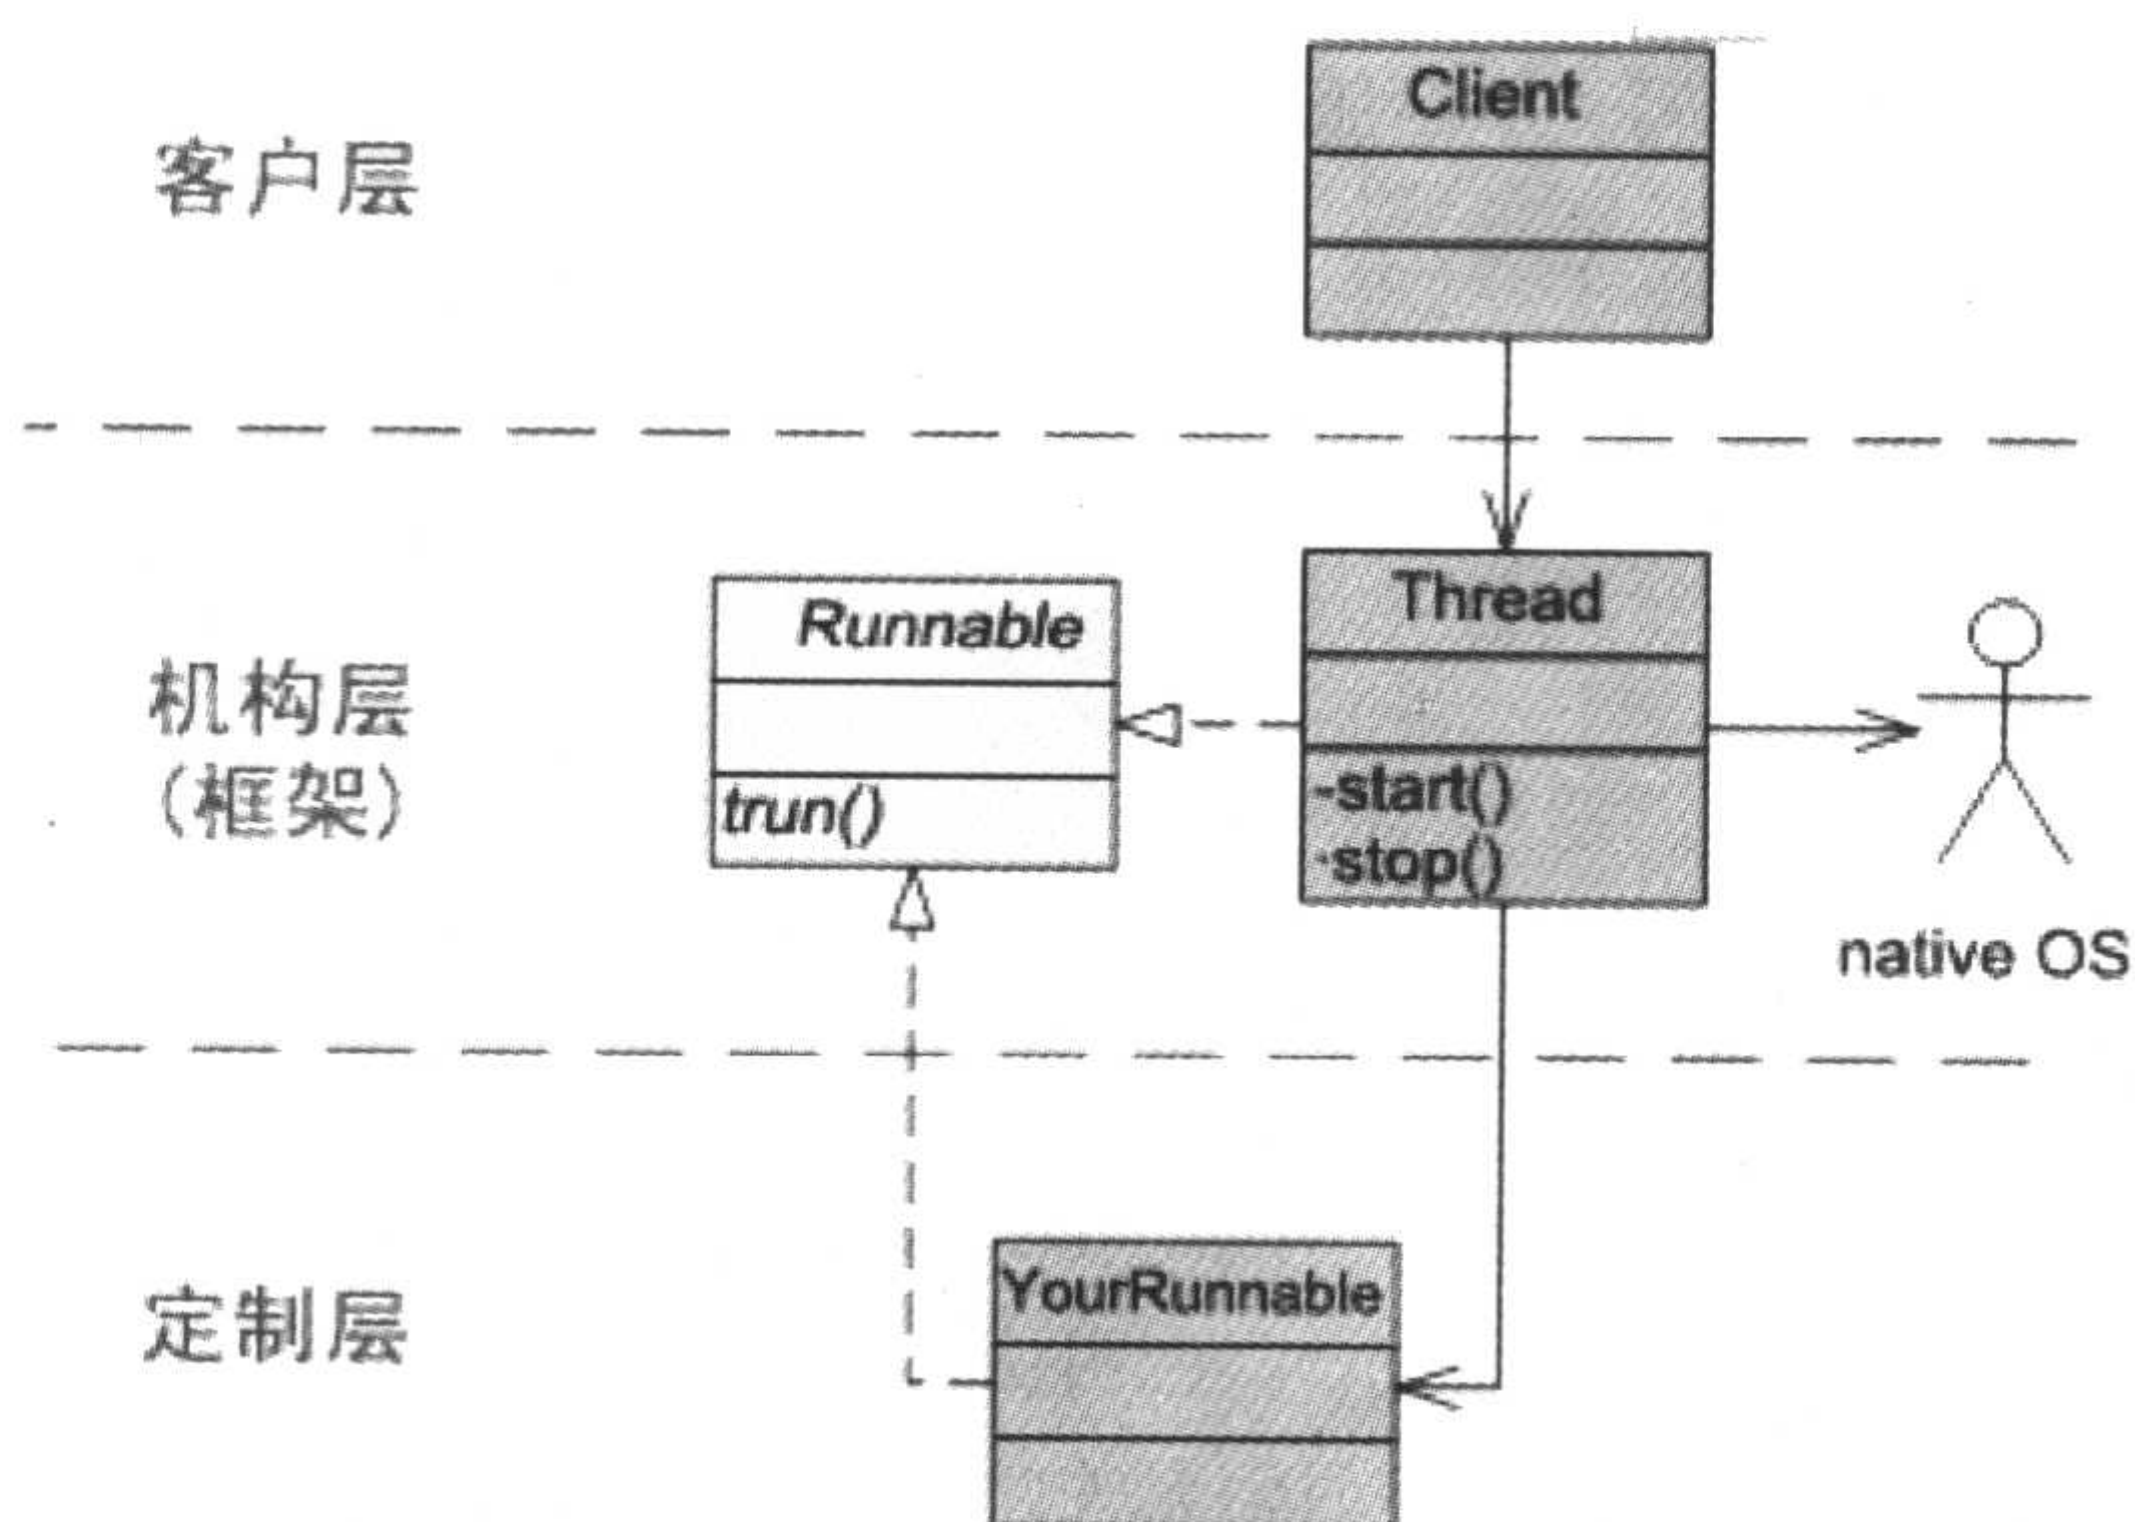 Client
客户层
Runnable
trun()
Thread
-start()
·stop()
机构层
(框架)
native OS
定制层
YourRunnable